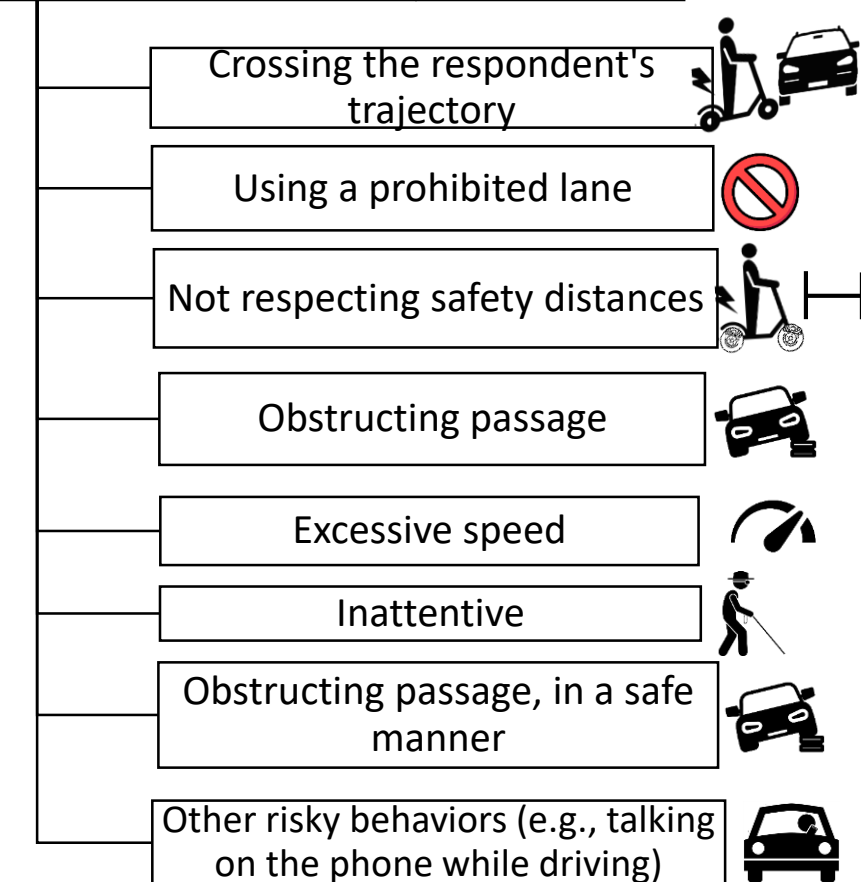 Crossing the respondent's
trajectory
Using a prohibited lane
Not respecting safety distances
Obstructing passage
Excessive speed
Inattentive
Obstructing passage, in a safe
manner
Other risky behaviors (e.g., talking
on the phone while driving)